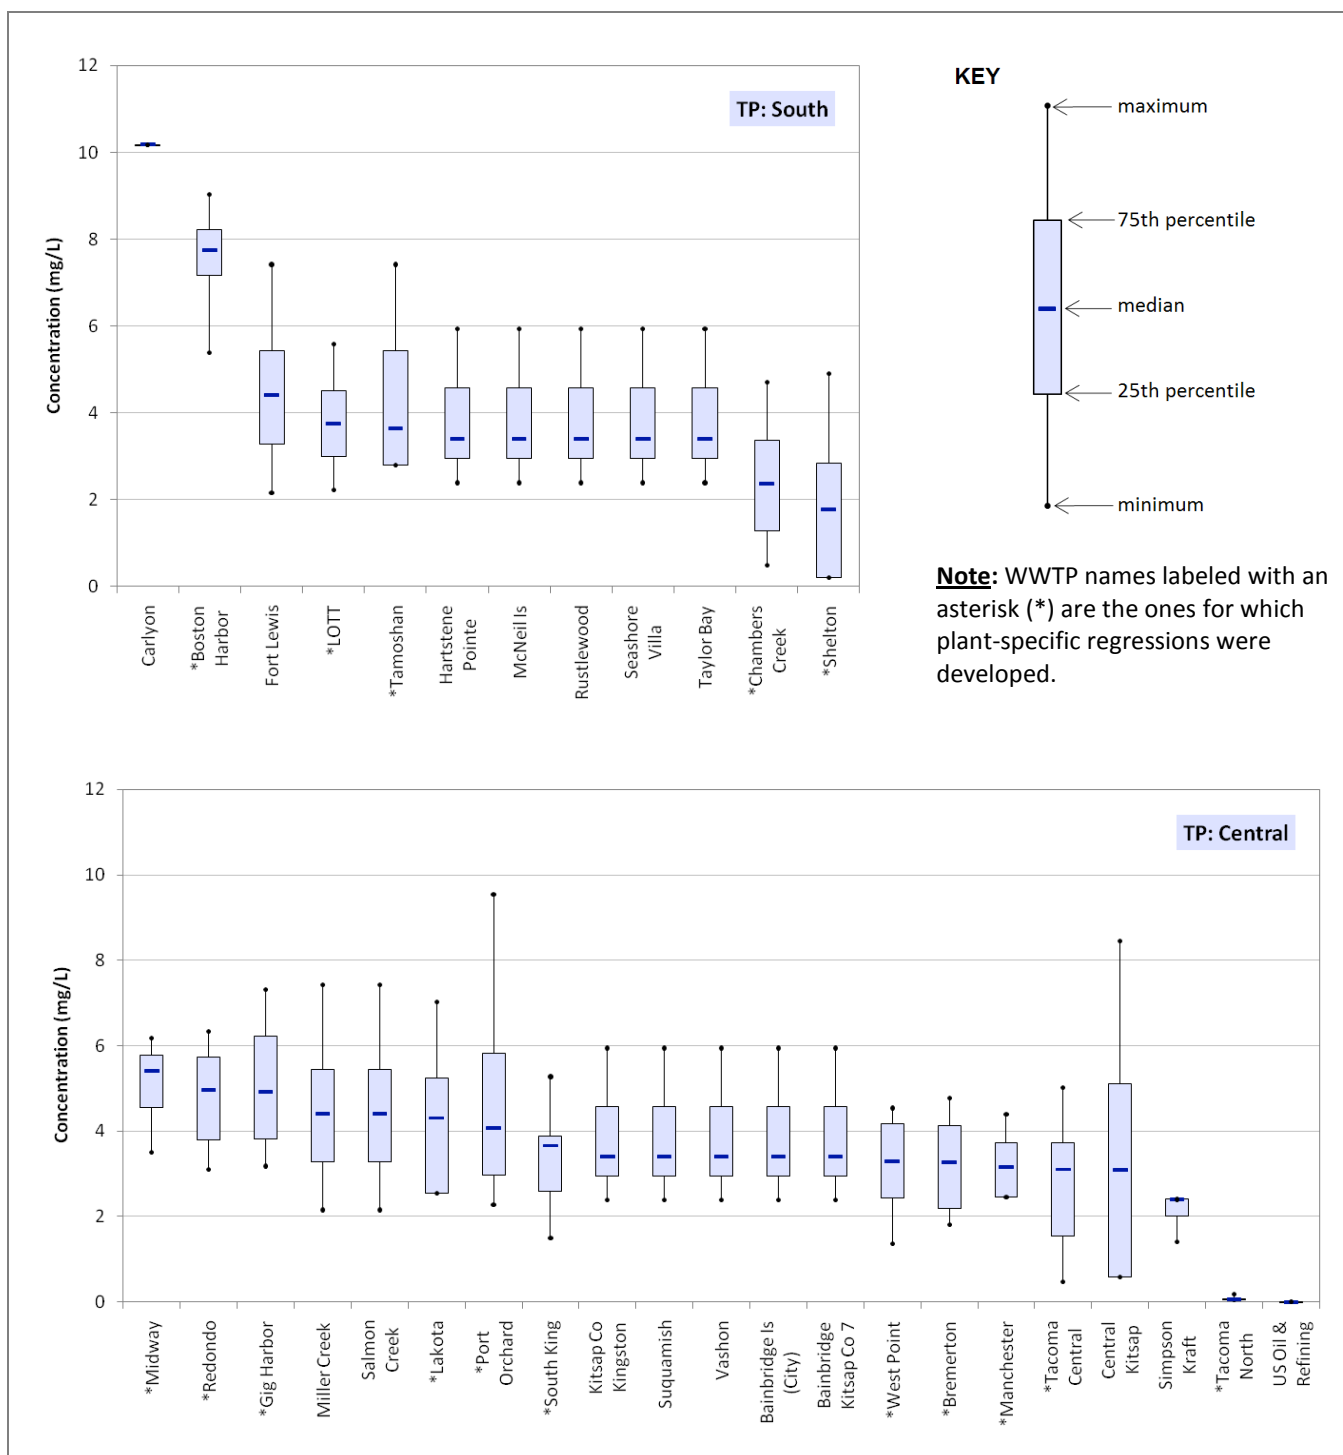 12
10
8
6
4
2
0
Concentration (mg/L)
TP: South
Carlyon
*Boston
Harbor
Fort Lewis
*LOTT
*Tamoshan
Hartstene
Pointe
McNeil Is
Rustlewood
Seashore
Villa
Taylor Bay
*Chambers
Creek
*Shelton
KEY
maximum
75th percentile
median
25th percentile
minimum
Note: WWTP names labeled with an
asterisk (*) are the ones for which
plant-specific regressions were
developed.
12
10
8
6
4
2
0
Concentration (mg/L)
TP: Central
*Midway
*Redondo
*Gig Harbor
Miller Creek
Salmon
Creek
*Lakota
*Port
Orchard
*South King
Kitsap Co
Kingston
Suquamish
Vashon
Bainbridge Is
(City)
Bainbridge
Kitsap Co 7
*West Point
*Bremerton
*Manchester
*Tacoma
Central
Central
Kitsap
Simpson
Kraft
*Tacoma
North
US Oil &
Refining